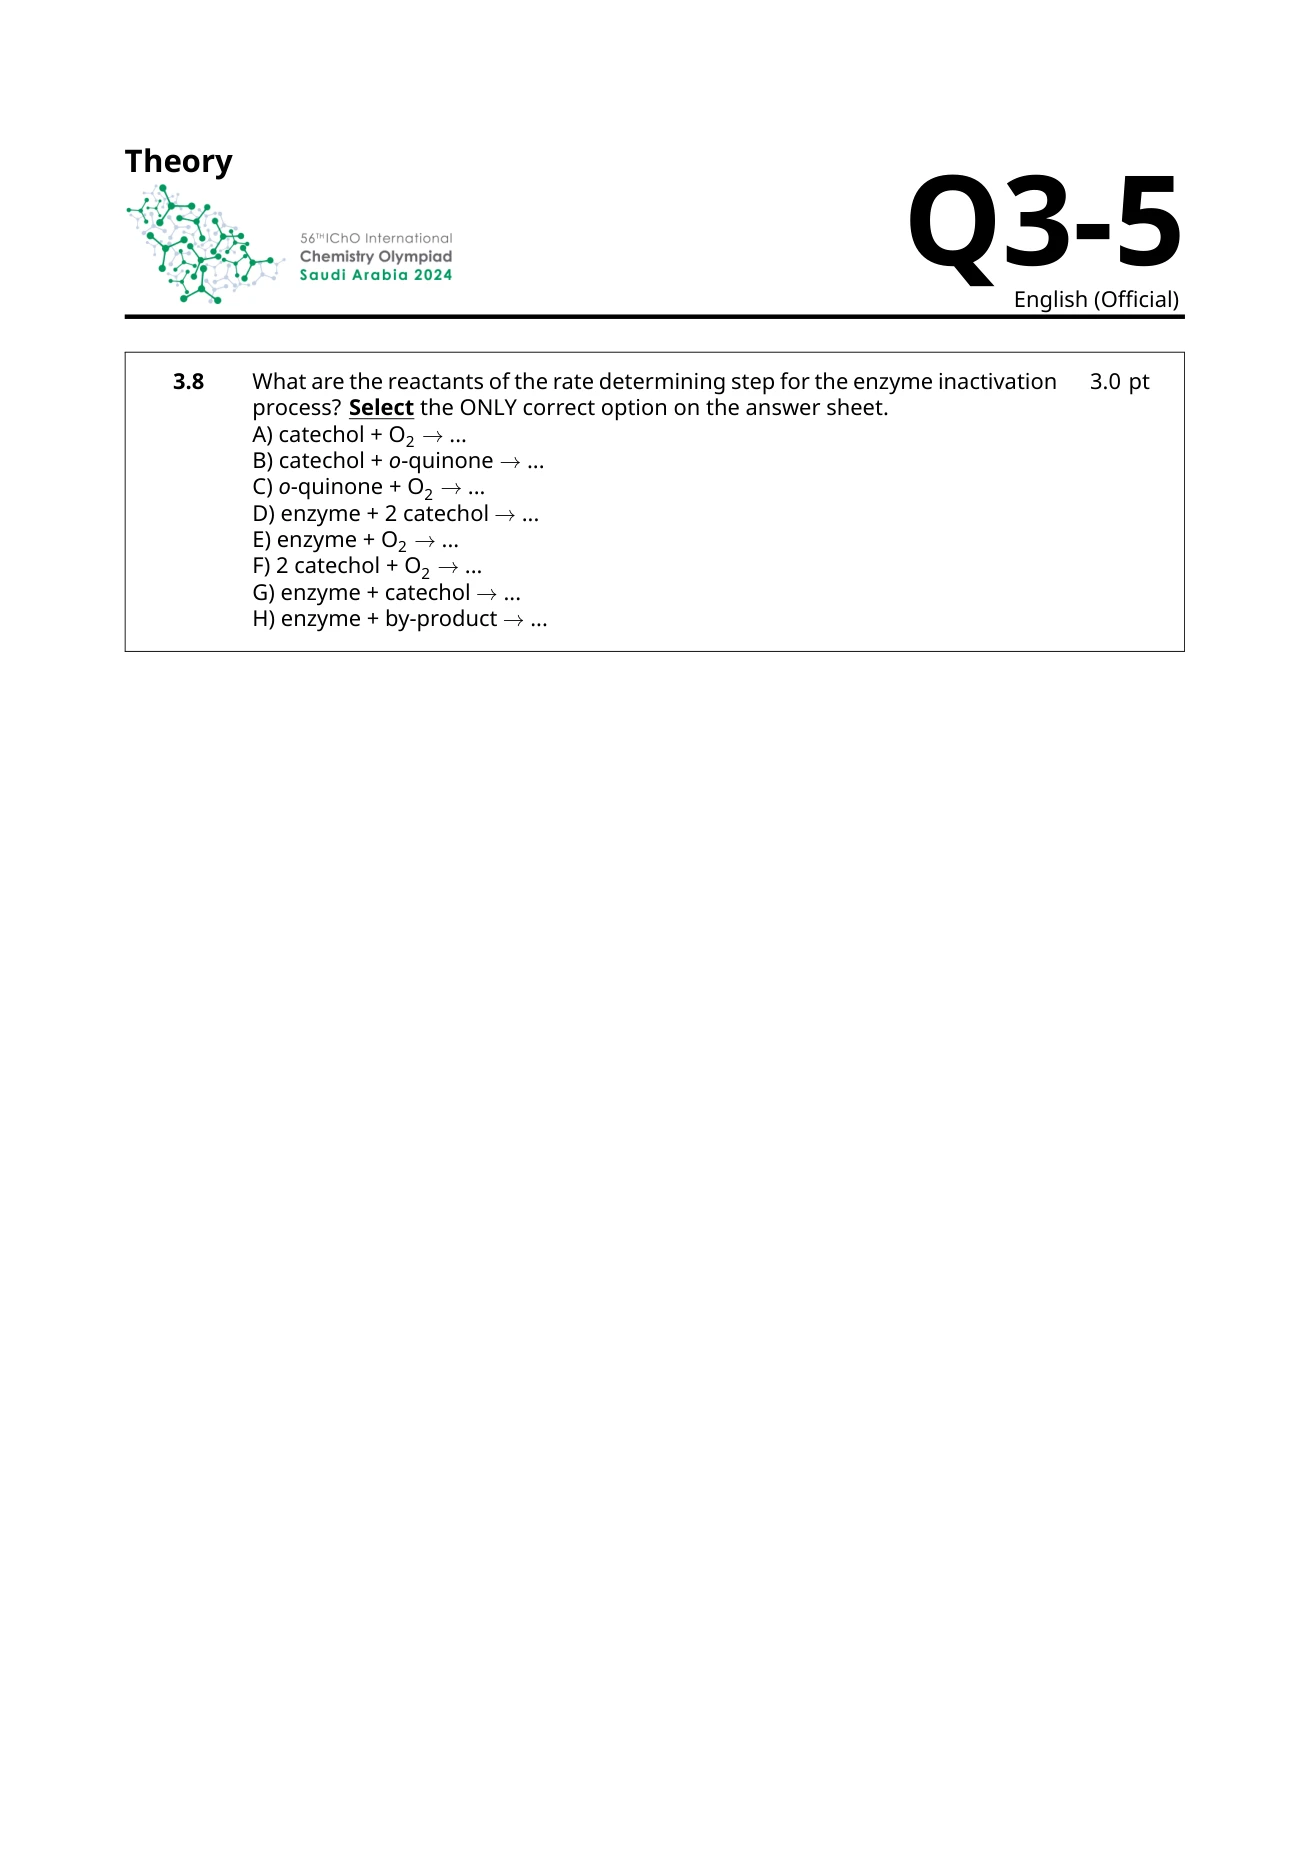 Theory
56THIChO International
Chemistry Olympiad
Saudi Arabia 2024
Q3-5
English (Official)
3.8 What are the reactants of the rate determining step for the enzyme inactivation 3.0 pt
process? Select the ONLY correct option on the answer sheet.
A) catechol + O2 → ...
B) catechol + o-quinone → ...
C) o-quinone + O2 → ...
D) enzyme + 2 catechol → ...
E) enzyme + O2 → ...
F) 2 catechol + O2 → ...
G) enzyme + catechol → ...
H) enzyme + by-product → ...